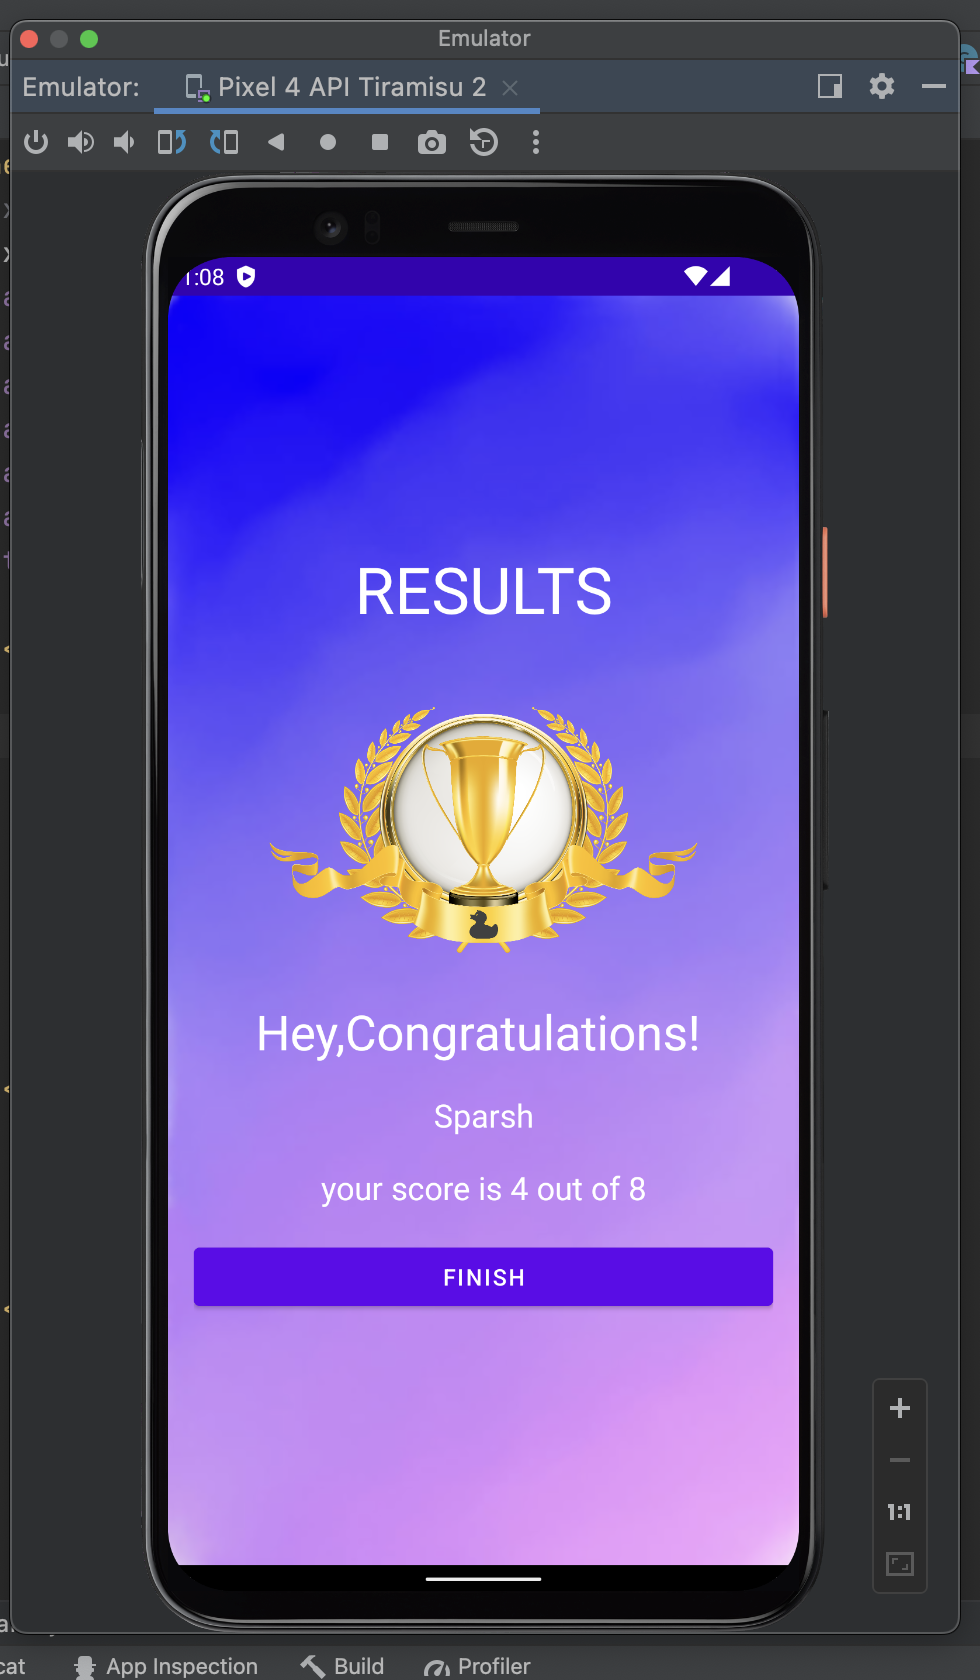 Emulator
Emulator: Pixel 4 API Tiramisu 2
1:08
RESULTS
Hey,Congratulations!
Sparsh
your score is 4 out of 8
FINISH
1:1
App Inspection Build Profiler